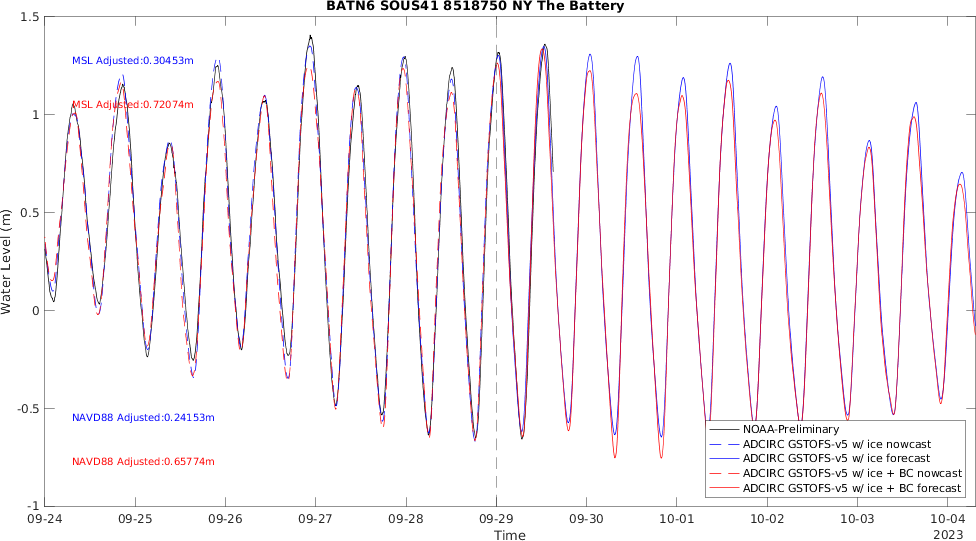 BATN6 SOUS41 8518750 NY The Battery
1.5
1
0.5
0
-0.5
-1
Water Level (m)
MSL Adjusted:0.30453m
MSL Adjusted:0.72074m
NAVD88 Adjusted:0.24153m
NAVD88 Adjusted:0.65774m
NOAA-Preliminary
ADCIRC GSTOFS-v5 w/ ice nowcast
ADCIRC GSTOFS-v5 w/ ice forecast
ADCIRC GSTOFS-v5 w/ ice + BC nowcast
ADCIRC GSTOFS-v5 w/ ice + BC forecast
09-24 09-25 09-26 09-27 09-28 09-29 09-30 10-01 10-02 10-03 10-04
2023
Time